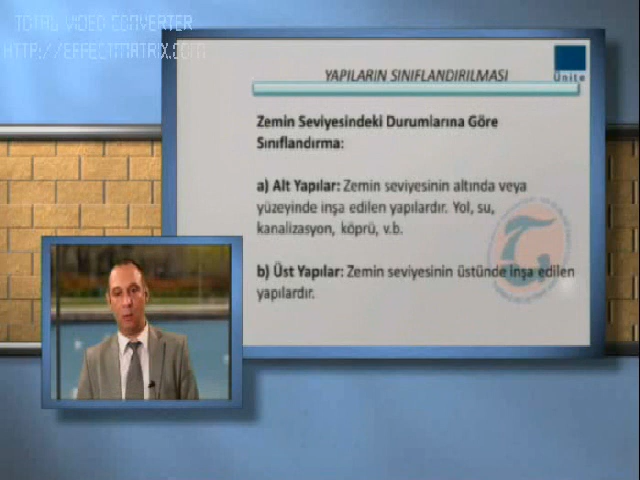 TOTAL VIDEO CONVERTER
HTTP://EFFECTMATRIX.COM
YAPILARIN SINIFLANDIRILMASI
Ünite
Zemin Seviyesindeki Durumlarına Göre
Sınıflandırma:
a) Alt Yapılar: Zemin seviyesinin altında veya
yüzeyinde inşa edilen yapılardır. Yol, su,
kanalizasyon, köprü, v.b.
b) Üst Yapılar: Zemin seviyesinin üstünde inşa edilen
yapılardır.